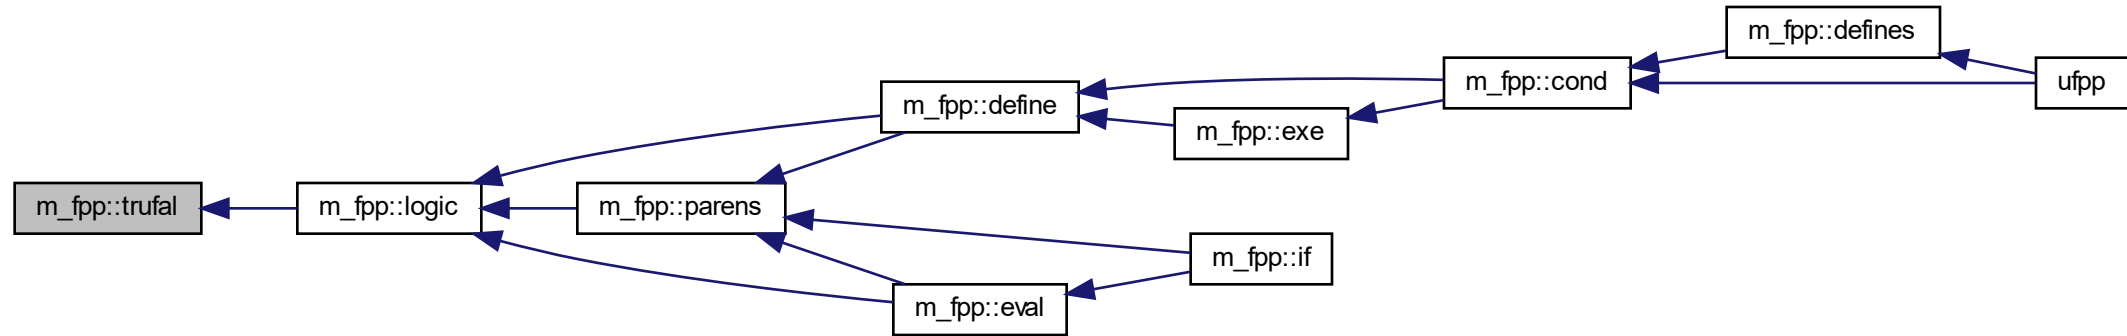 m_fpp::defines
ufpp
m_fpp::cond
m_fpp::define
m_fpp::exe
m_fpp::trufal
m_fpp::logic
m_fpp::parens
m_fpp::if
m_fpp::eval